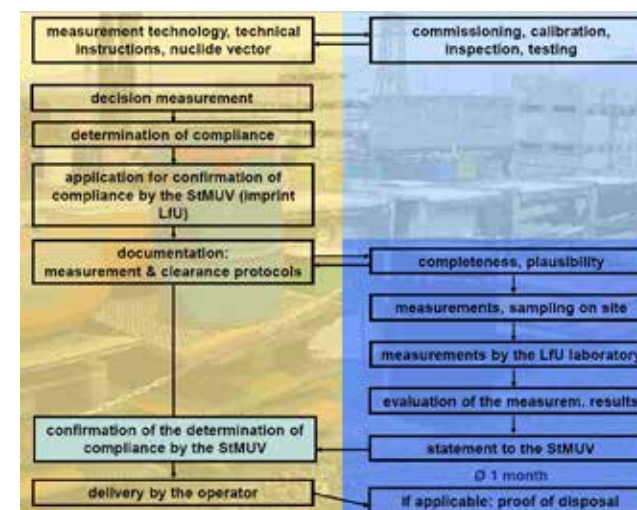 measurement technology, technical
instructions, nuclide vector
commissioning, calibration,
inspection, testing
decision measurement
determination of compliance
application for confirmation of
compliance by the StMUV (imprint
LfU)
documentation:
measurement & clearance protocols
completeness, plausibility
measurements, sampling on site
measurements by the LfU laboratory
evaluation of the measurem. results
confirmation of the determination of
compliance by the StMUV
statement to the StMUV
Ø 1 month
delivery by the operator
if applicable: proof of disposal